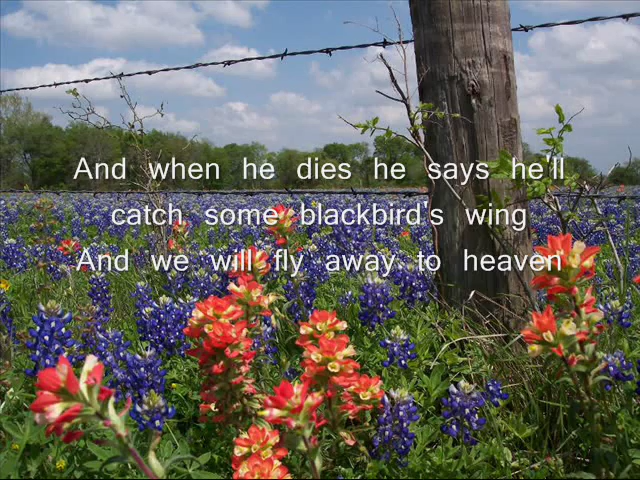 And when he dies he says he'll
catch some blackbird's wing
And we will fly away to heaven